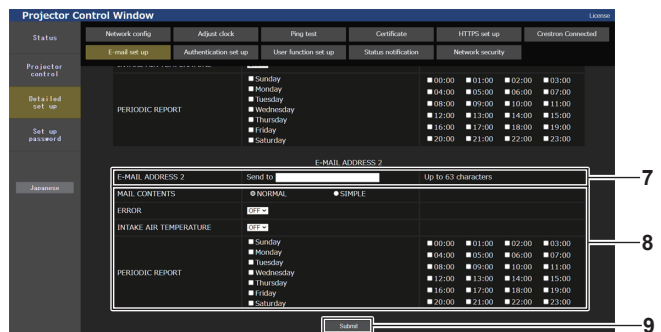 Projector Control Window
License
Status
Network config Adjust clock Ping test Certificate HTTPS set up Crestron Connected
E-mail set up Authentication set up User function set up Status notification Network security
Projector control
Detailed set up
Set up password
Japanese
PERIODIC REPORT
Sunday
Monday
Tuesday
Wednesday
Thursday
Friday
Saturday
00:00 01:00 02:00 03:00
04:00 05:00 06:00 07:00
08:00 09:00 10:00 11:00
12:00 13:00 14:00 15:00
16:00 17:00 18:00 19:00
20:00 21:00 22:00 23:00
E-MAIL ADDRESS 2
E-MAIL ADDRESS 2 Send to Up to 63 characters
7
MAIL CONTENTS NORMAL SIMPLE
ERROR OFF
INTAKE AIR TEMPERATURE OFF
8
PERIODIC REPORT
Sunday
Monday
Tuesday
Wednesday
Thursday
Friday
Saturday
00:00 01:00 02:00 03:00
04:00 05:00 06:00 07:00
08:00 09:00 10:00 11:00
12:00 13:00 14:00 15:00
16:00 17:00 18:00 19:00
20:00 21:00 22:00 23:00
Submit
9